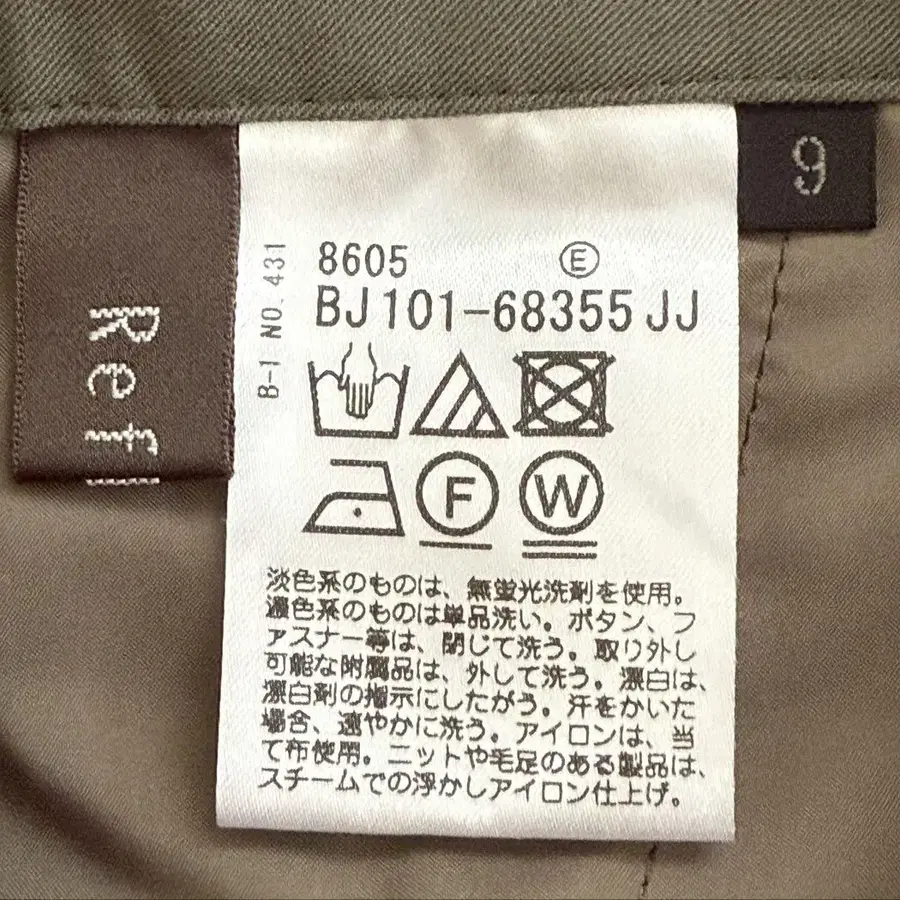 Ref
9
B-1 NO. 431
8605 E
BJ101-68355 JJ
F W
淡色系のものは、無蛍光洗剤を使用。
濃色系のものは単品洗い。ボタン、フ
ァスナー等は、閉じて洗う。取り外し
可能な附属品は、外して洗う。漂白は、
漂白剤の指示にしたがう。汗をかいた
場合、速やかに洗う。アイロンは、当
て布使用。ニットや毛足のある製品は、
スチームでの浮かしアイロン仕上げ。